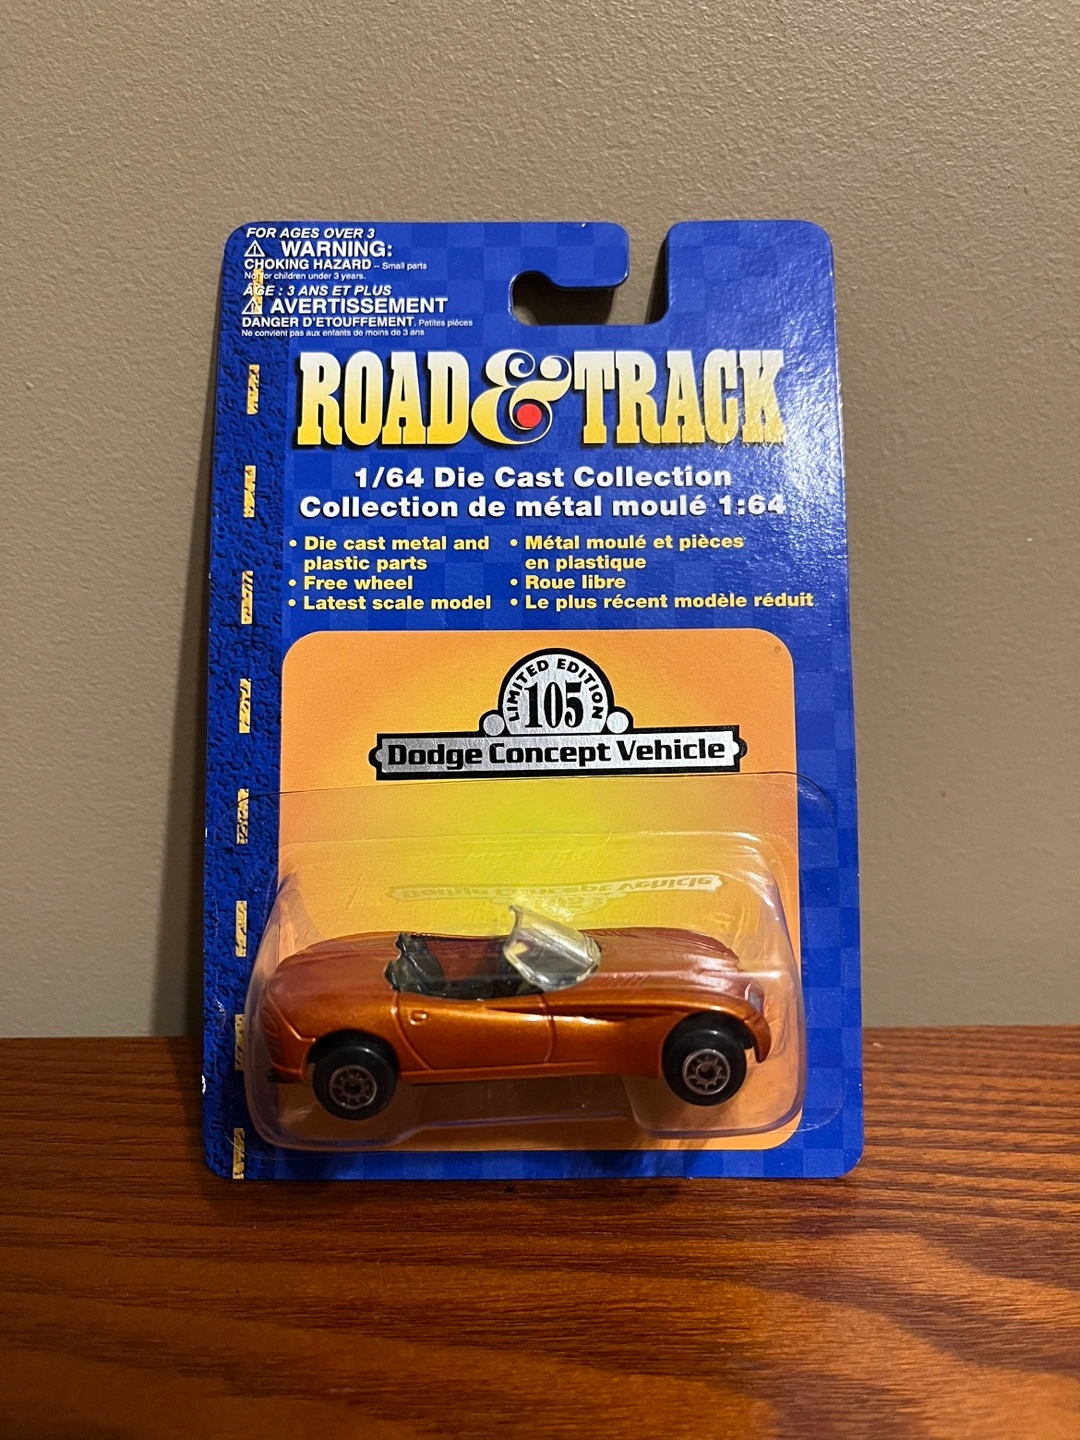 FOR AGES OVER 3
WARNING:
CHOKING HAZARD -- Small parts
Not for children under 3 years.
ÂGE : 3 ANS ET PLUS
AVERTISSEMENT
DANGER D'ETOUFFEMENT. Petites pièces
Ne convient pas aux enfants de moins de 3 ans
ROAD & TRACK
1/64 Die Cast Collection
Collection de métal moulé 1:64
• Die cast metal and
plastic parts
• Free wheel
• Latest scale model
• Métal moulé et pièces
en plastique
• Roue libre
• Le plus récent modèle réduit
LIMITED EDITION
105
Dodge Concept Vehicle